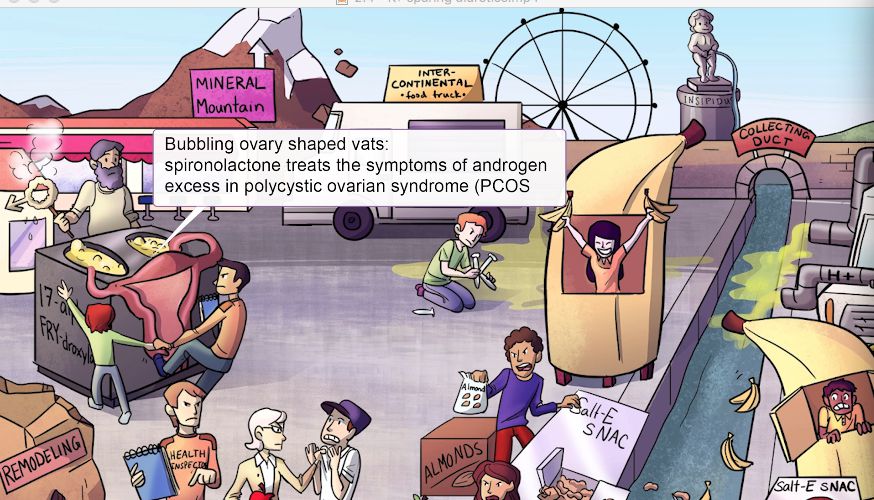 MINERAL
Mountain
INTER-
CONTINENTAL
• food truck •
INSIPIDUS
COLLECTING
DUCT
Bubbling ovary shaped vats:
spironolactone treats the symptoms of androgen
excess in polycystic ovarian syndrome (PCOS
H+
17-
FRY-droxyl
Almond
Salt-E
SNAC
ALMONDS
REMODELING
HEALTH
INSPECTOR
Salt-E SNAC